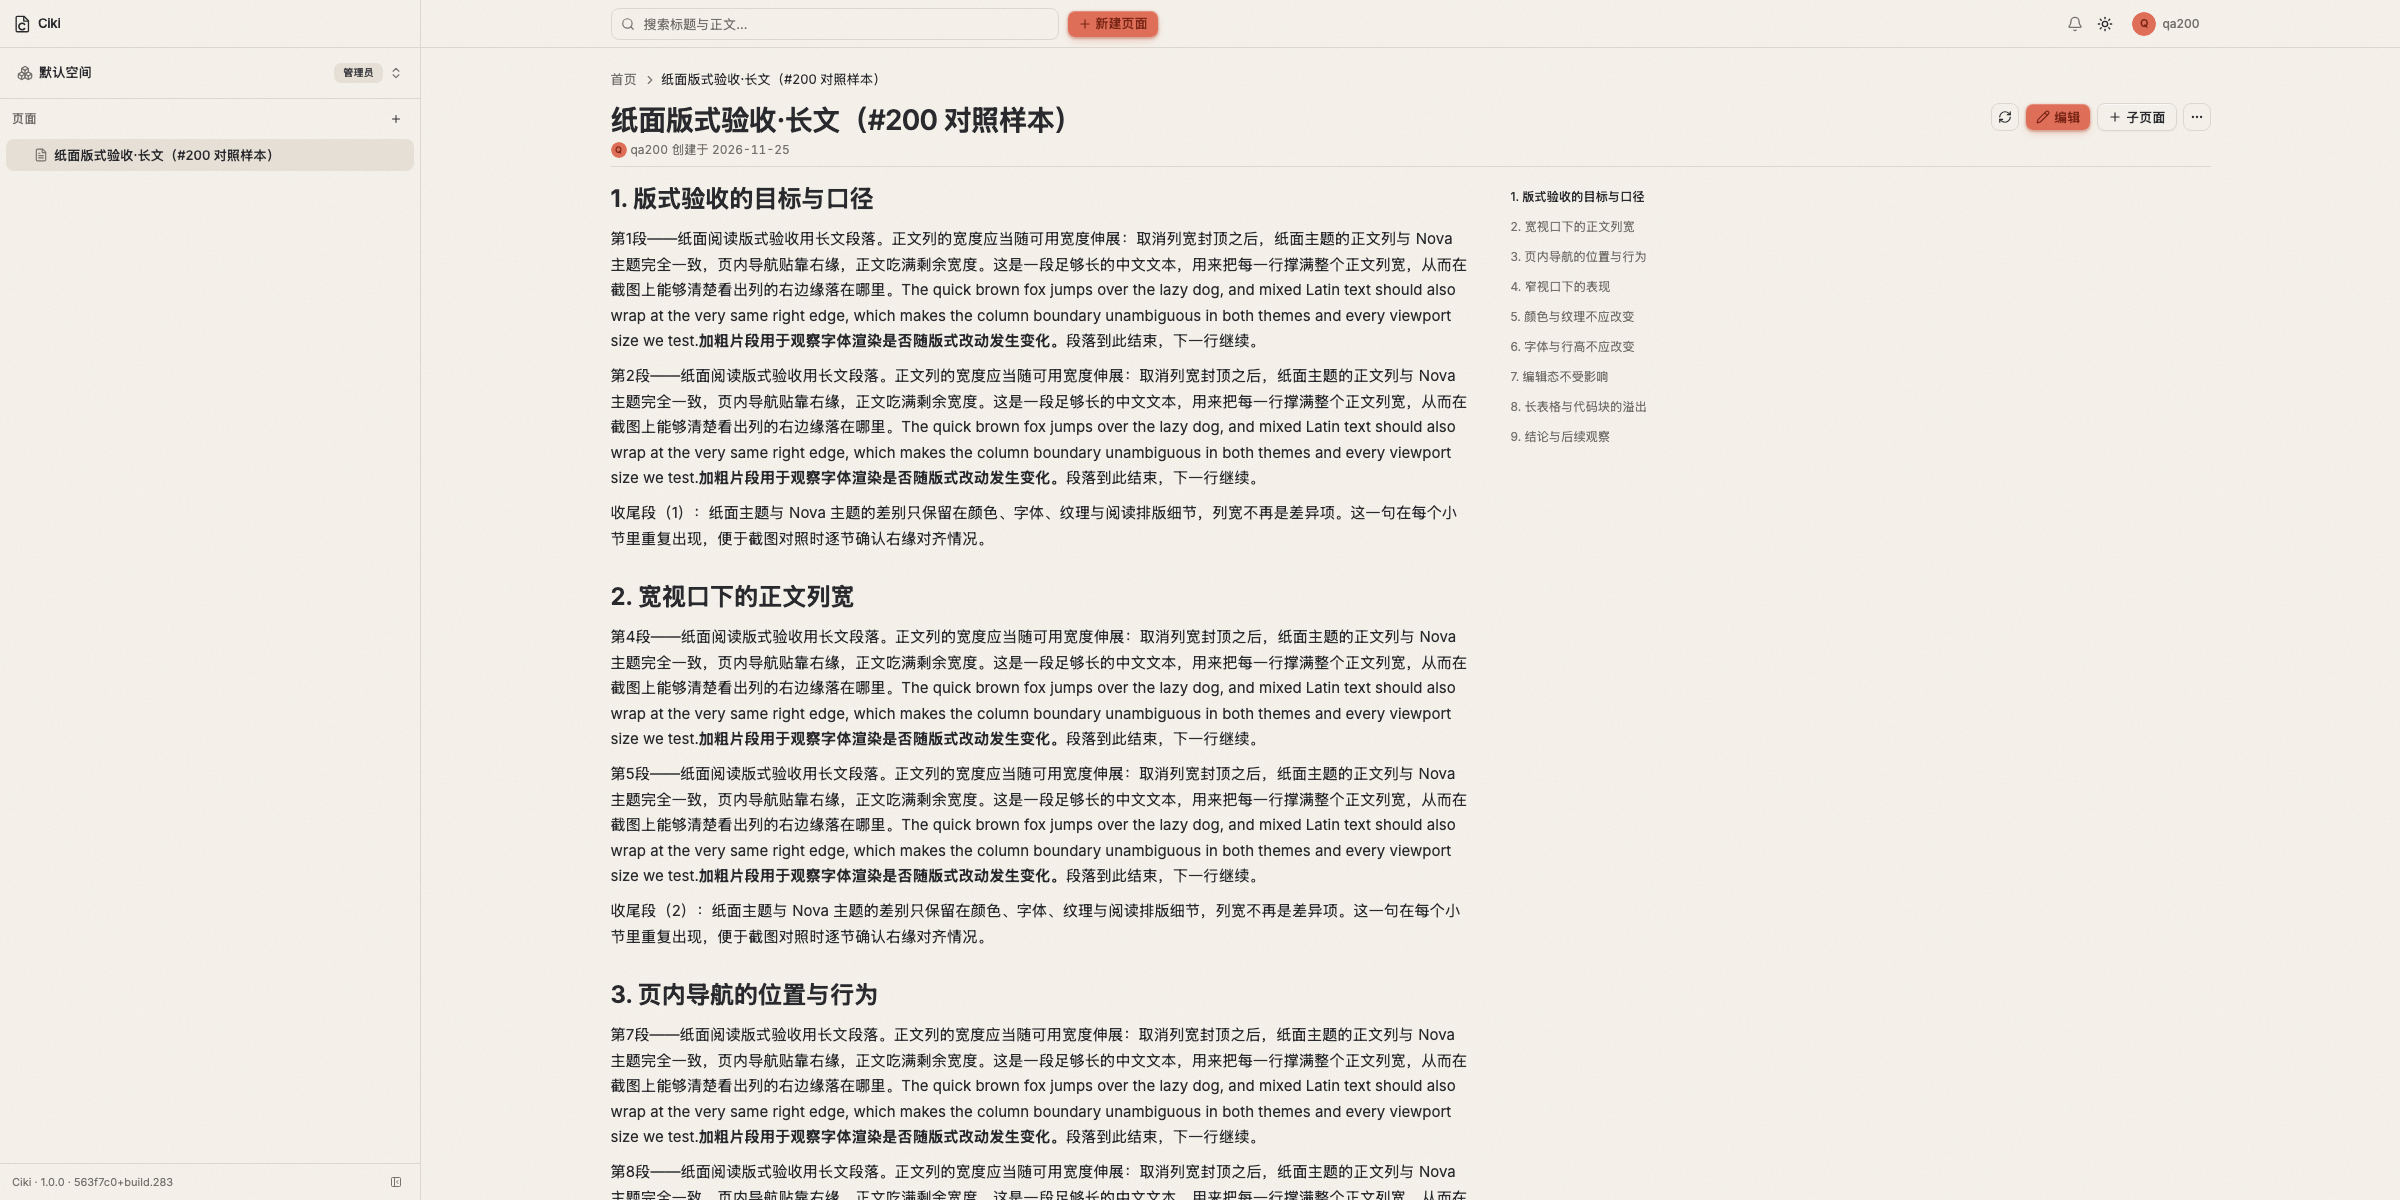 Ciki
搜索标题与正文...
新建页面
qa200
默认空间
管理员
页面
纸面版式验收·长文（#200 对照样本）
首页
纸面版式验收·长文（#200 对照样本）
纸面版式验收·长文（#200 对照样本）
编辑
子页面
Q
qa200 创建于 2026-11-25
1. 版式验收的目标与口径
第1段——纸面阅读版式验收用长文段落。正文列的宽度应当随可用宽度伸展：取消列宽封顶之后，纸面主题的正文列与 Nova
主题完全一致，页内导航贴靠右缘，正文吃满剩余宽度。这是一段足够长的中文文本，用来把每一行撑满整个正文列宽，从而在
截图上能够清楚看出列的右边缘落在哪里。The quick brown fox jumps over the lazy dog, and mixed Latin text should also
wrap at the very same right edge, which makes the column boundary unambiguous in both themes and every viewport
size we test.加粗片段用于观察字体渲染是否随版式改动发生变化。段落到此结束，下一行继续。
第2段——纸面阅读版式验收用长文段落。正文列的宽度应当随可用宽度伸展：取消列宽封顶之后，纸面主题的正文列与 Nova
主题完全一致，页内导航贴靠右缘，正文吃满剩余宽度。这是一段足够长的中文文本，用来把每一行撑满整个正文列宽，从而在
截图上能够清楚看出列的右边缘落在哪里。The quick brown fox jumps over the lazy dog, and mixed Latin text should also
wrap at the very same right edge, which makes the column boundary unambiguous in both themes and every viewport
size we test.加粗片段用于观察字体渲染是否随版式改动发生变化。段落到此结束，下一行继续。
收尾段（1）：纸面主题与 Nova 主题的差别只保留在颜色、字体、纹理与阅读排版细节，列宽不再是差异项。这一句在每个小
节里重复出现，便于截图对照时逐节确认右缘对齐情况。
2. 宽视口下的正文列宽
第4段——纸面阅读版式验收用长文段落。正文列的宽度应当随可用宽度伸展：取消列宽封顶之后，纸面主题的正文列与 Nova
主题完全一致，页内导航贴靠右缘，正文吃满剩余宽度。这是一段足够长的中文文本，用来把每一行撑满整个正文列宽，从而在
截图上能够清楚看出列的右边缘落在哪里。The quick brown fox jumps over the lazy dog, and mixed Latin text should also
wrap at the very same right edge, which makes the column boundary unambiguous in both themes and every viewport
size we test.加粗片段用于观察字体渲染是否随版式改动发生变化。段落到此结束，下一行继续。
第5段——纸面阅读版式验收用长文段落。正文列的宽度应当随可用宽度伸展：取消列宽封顶之后，纸面主题的正文列与 Nova
主题完全一致，页内导航贴靠右缘，正文吃满剩余宽度。这是一段足够长的中文文本，用来把每一行撑满整个正文列宽，从而在
截图上能够清楚看出列的右边缘落在哪里。The quick brown fox jumps over the lazy dog, and mixed Latin text should also
wrap at the very same right edge, which makes the column boundary unambiguous in both themes and every viewport
size we test.加粗片段用于观察字体渲染是否随版式改动发生变化。段落到此结束，下一行继续。
收尾段（2）：纸面主题与 Nova 主题的差别只保留在颜色、字体、纹理与阅读排版细节，列宽不再是差异项。这一句在每个小
节里重复出现，便于截图对照时逐节确认右缘对齐情况。
3. 页内导航的位置与行为
第7段——纸面阅读版式验收用长文段落。正文列的宽度应当随可用宽度伸展：取消列宽封顶之后，纸面主题的正文列与 Nova
主题完全一致，页内导航贴靠右缘，正文吃满剩余宽度。这是一段足够长的中文文本，用来把每一行撑满整个正文列宽，从而在
截图上能够清楚看出列的右边缘落在哪里。The quick brown fox jumps over the lazy dog, and mixed Latin text should also
wrap at the very same right edge, which makes the column boundary unambiguous in both themes and every viewport
size we test.加粗片段用于观察字体渲染是否随版式改动发生变化。段落到此结束，下一行继续。
第8段——纸面阅读版式验收用长文段落。正文列的宽度应当随可用宽度伸展：取消列宽封顶之后，纸面主题的正文列与 Nova
主题完全一致，页内导航贴靠右缘，正文吃满剩余宽度。这是一段足够长的中文文本，用来把每一行撑满整个正文列宽，从而在
1. 版式验收的目标与口径
2. 宽视口下的正文列宽
3. 页内导航的位置与行为
4. 窄视口下的表现
5. 颜色与纹理不应改变
6. 字体与行高不应改变
7. 编辑态不受影响
8. 长表格与代码块的溢出
9. 结论与后续观察
Ciki · 1.0.0 · 563f7c0+build.283